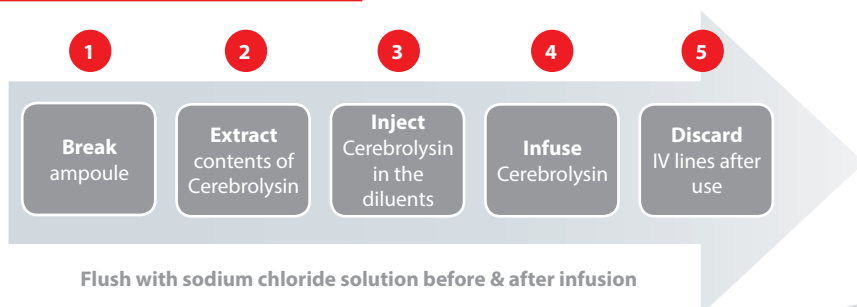 1
2
3
4
5
Break
ampoule
Extract
contents of
Cerebrolysin
Inject
Cerebrolysin
in the
diluents
Infuse
Cerebrolysin
Discard
IV lines after
use
Flush with sodium chloride solution before & after infusion